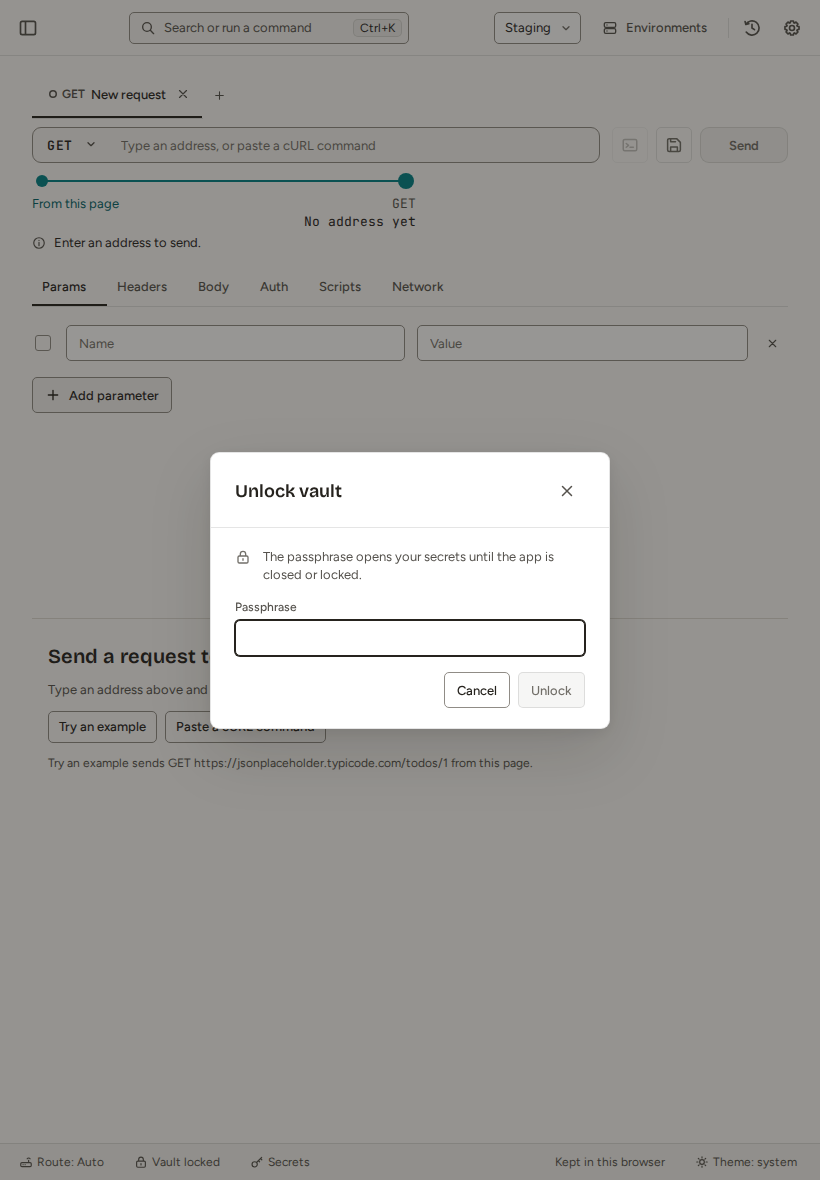 Search or run a command
Ctrl+K
Staging
Environments
GET New request
GET
Type an address, or paste a cURL command
Send
From this page
GET
No address yet
Enter an address to send.
Params
Headers
Body
Auth
Scripts
Network
Name
Value
Add parameter
Unlock vault
The passphrase opens your secrets until the app is
closed or locked.
Passphrase
Cancel
Unlock
Send a request
Type an address above and
Try an example
Paste a cURL command
Try an example sends GET https://jsonplaceholder.typicode.com/todos/1 from this page.
Route: Auto
Vault locked
Secrets
Kept in this browser
Theme: system